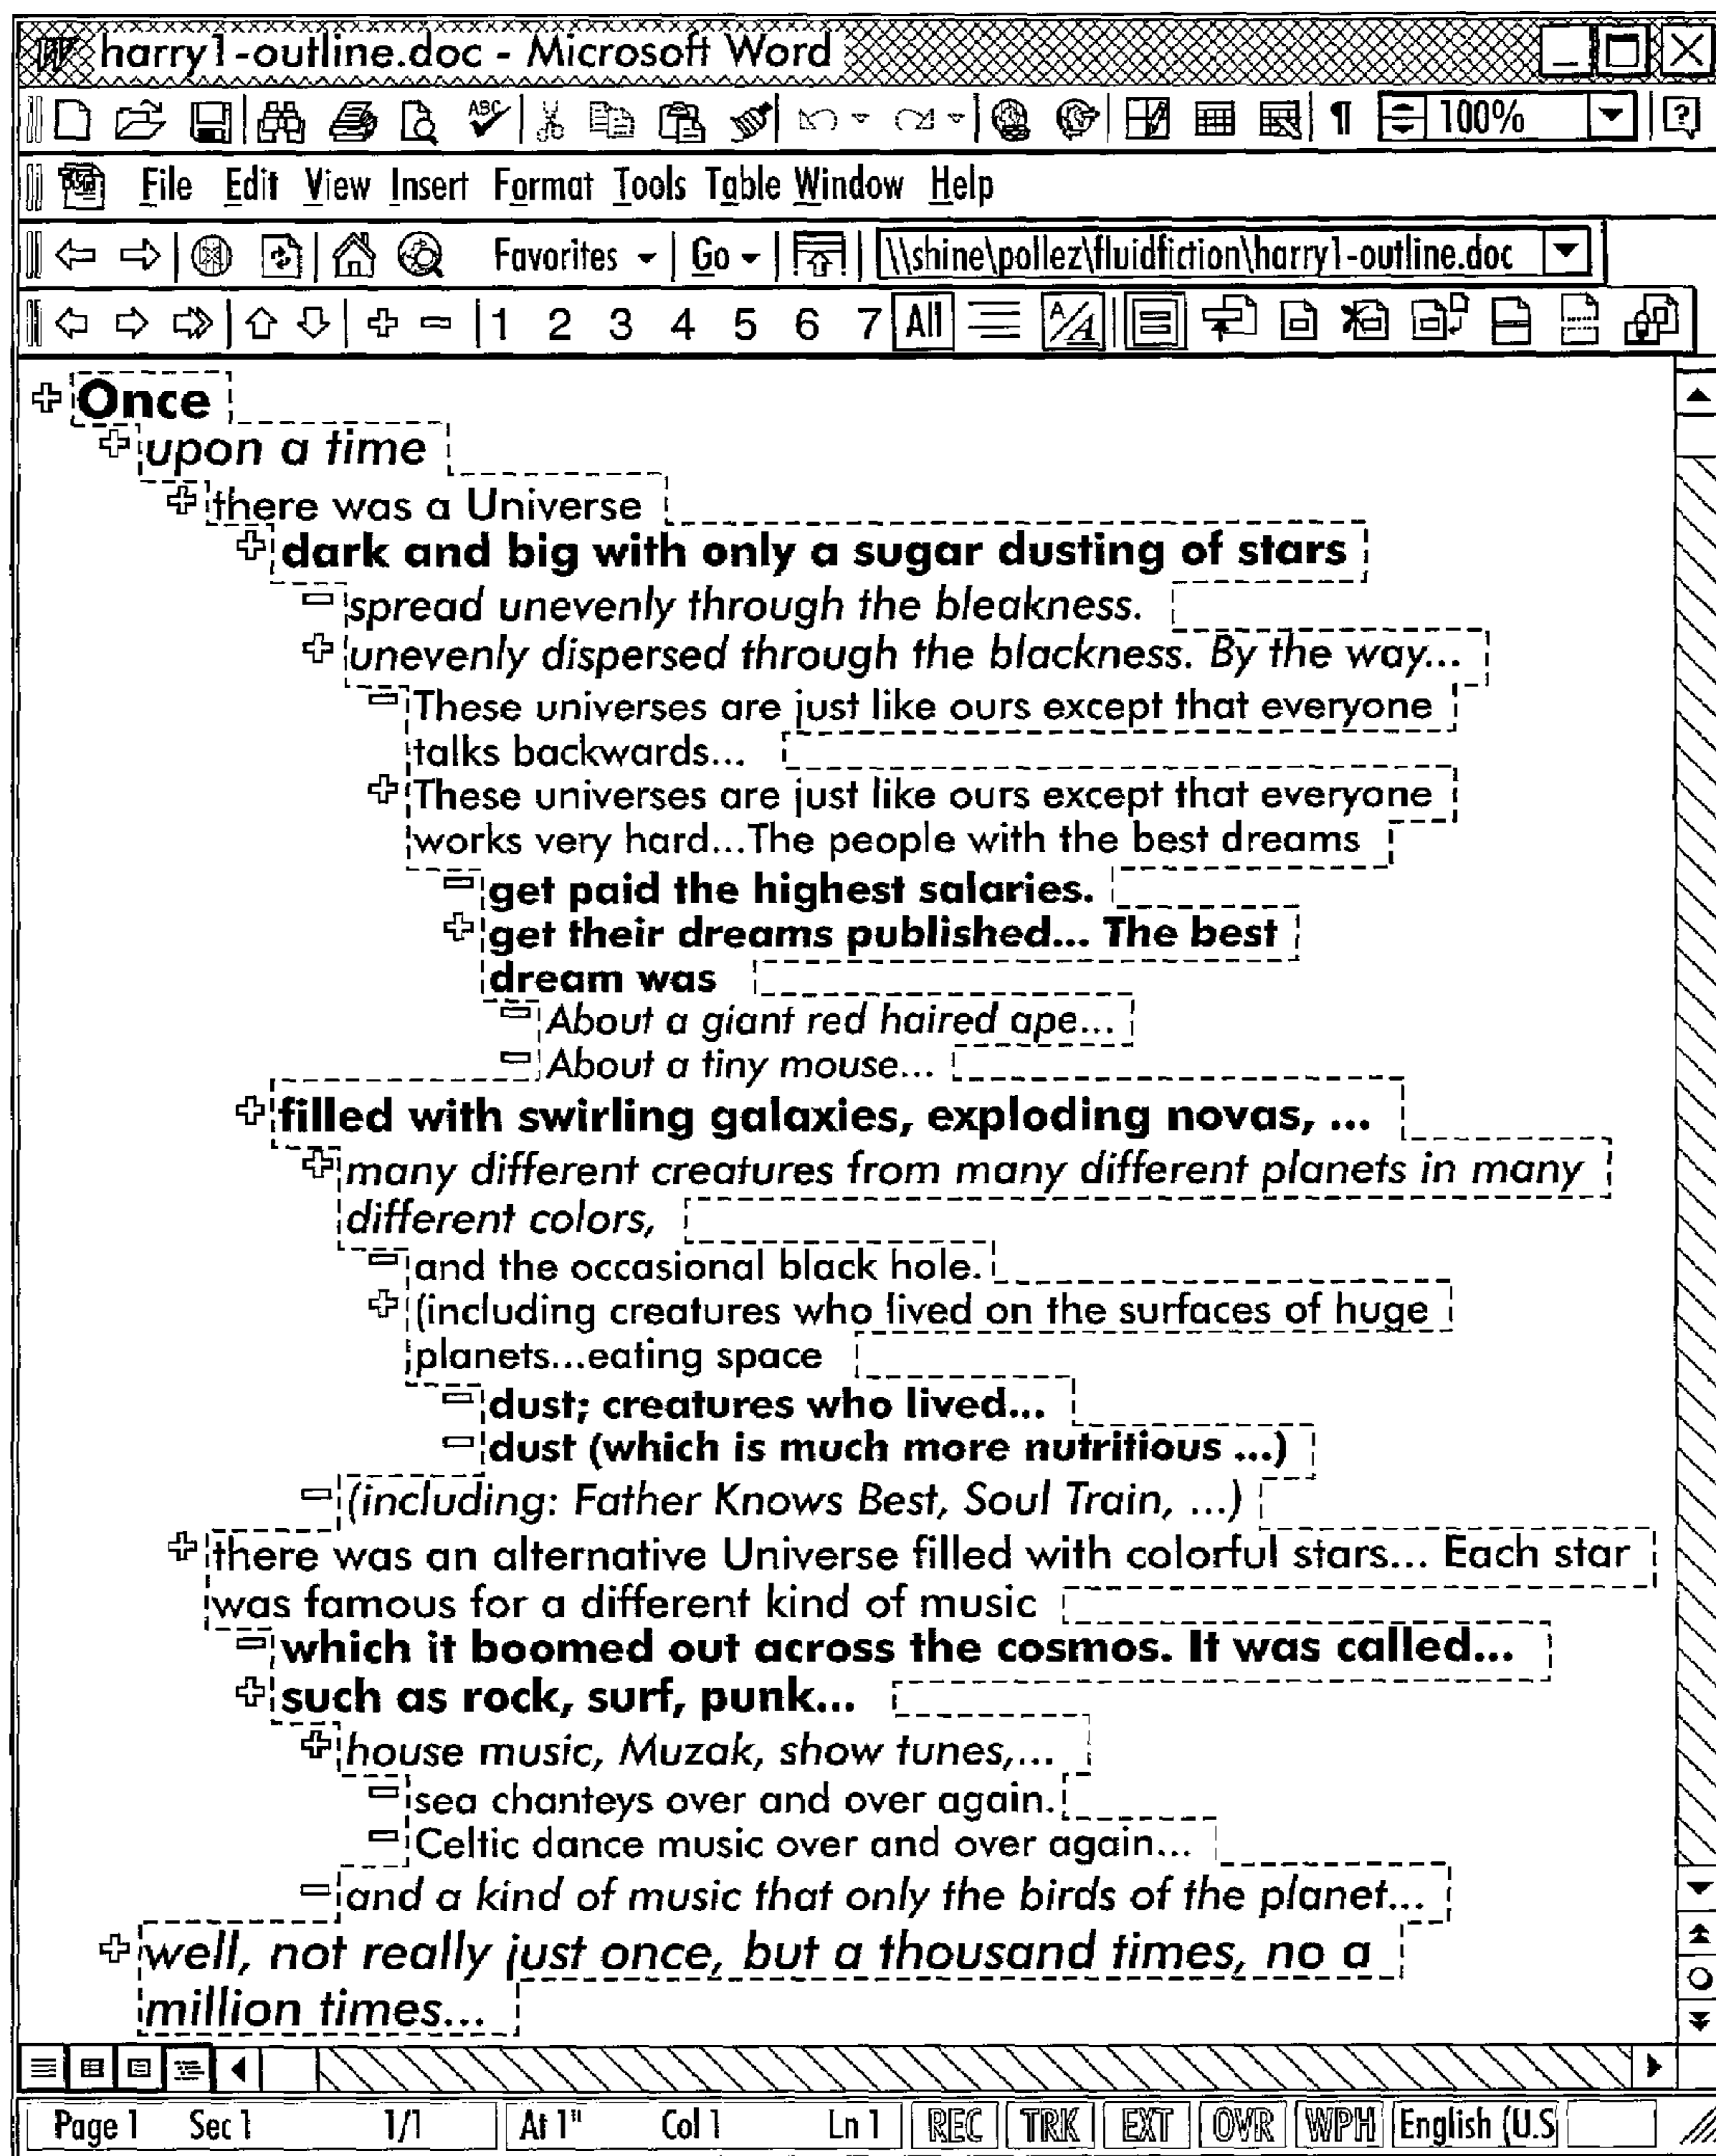 harry1-outline.doc - Microsoft Word
ABC 100%
File Edit View Insert Format Tools Table Window Help
Favorites Go \\shine\pollez\fluidfiction\harry1-outline.doc
1 2 3 4 5 6 7 All
Once
upon a time
there was a Universe
dark and big with only a sugar dusting of stars
spread unevenly through the bleakness.
unevenly dispersed through the blackness. By the way...
These universes are just like ours except that everyone
talks backwards...
These universes are just like ours except that everyone
works very hard...The people with the best dreams
get paid the highest salaries.
get their dreams published... The best
dream was
About a giant red haired ape...
About a tiny mouse...
filled with swirling galaxies, exploding novas, ...
many different creatures from many different planets in many
different colors,
and the occasional black hole.
(including creatures who lived on the surfaces of huge
planets...eating space
dust; creatures who lived...
dust (which is much more nutritious ...)
(including: Father Knows Best, Soul Train, ...)
there was an alternative Universe filled with colorful stars... Each star
was famous for a different kind of music
which it boomed out across the cosmos. It was called...
such as rock, surf, punk...
house music, Muzak, show tunes,...
sea chanteys over and over again.
Celtic dance music over and over again...
and a kind of music that only the birds of the planet...
well, not really just once, but a thousand times, no a
million times...
Page 1 Sec 1 1/1 At 1" Col 1 Ln 1 REC TRK EXT OVR WPH English (U.S